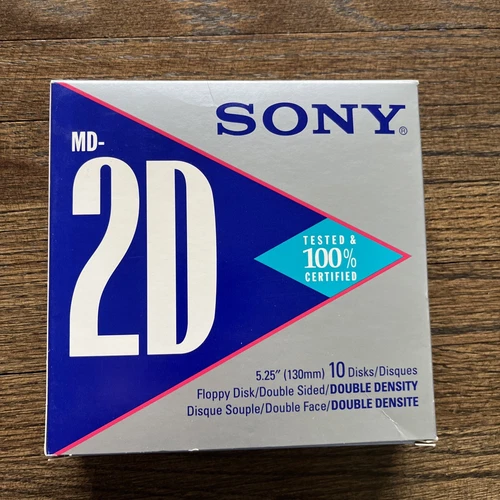 SONY®
MD-
2D
TESTED &
100%
CERTIFIED
5.25" (130mm) 10 Disks/Disques
Floppy Disk/Double Sided/DOUBLE DENSITY
Disque Souple/Double Face/DOUBLE DENSITE